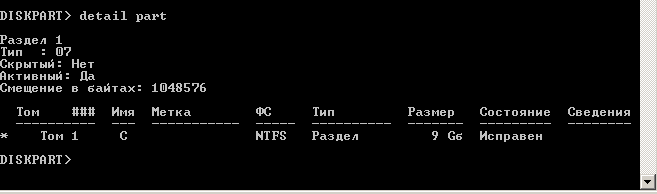 DISKPART> detail part
Раздел 1
Тип  : 07
Скрытый: Нет
Активный: Да
Смещение в байтах: 1048576
  Том    ###  Имя  Метка        ФС     Тип         Размер   Состояние  Сведения
  ----------  ---  -----------  -----  ----------  -------  ---------  --------
*    Том 1     C                NTFS   Раздел         9 Gб  Исправен
DISKPART>